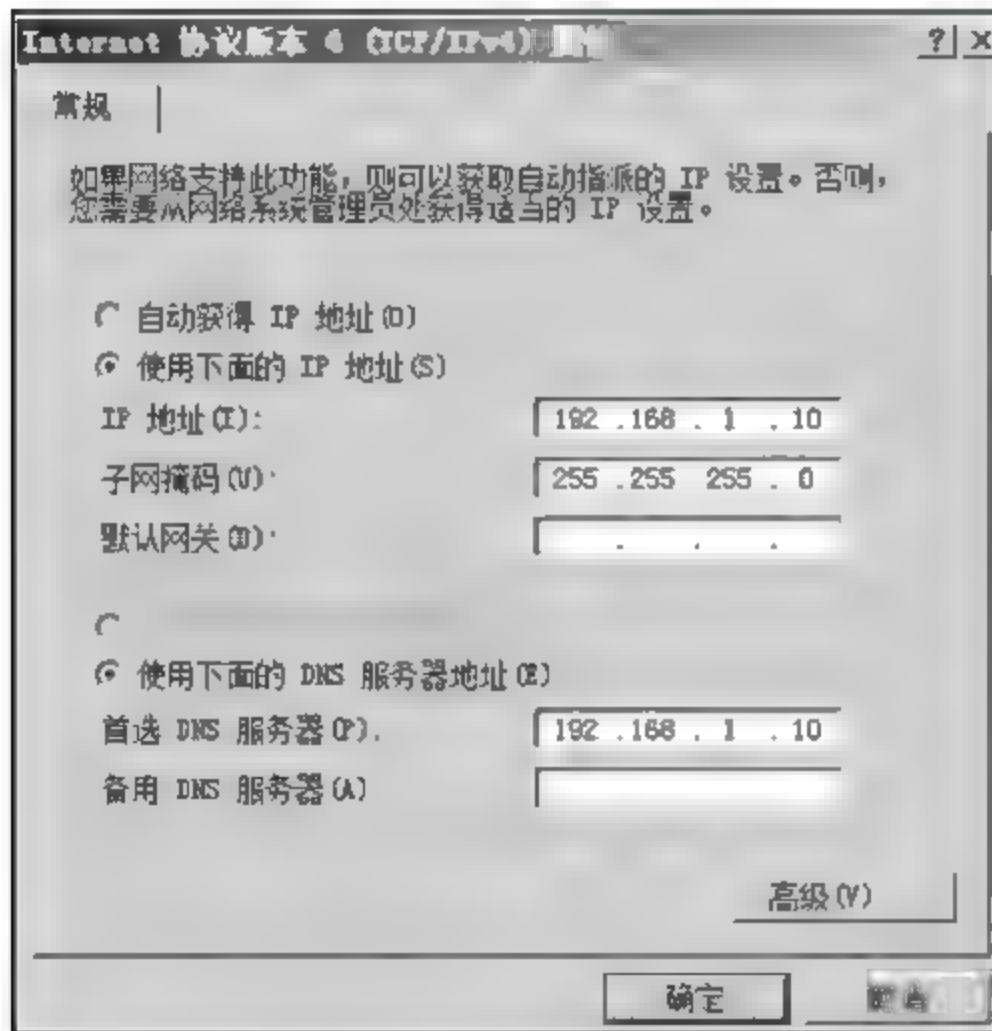 Internet 协议版本 4 (TCP/IPv4)
? ×
常规
如果网络支持此功能，则可以获取自动指派的 IP 设置。否则，
您需要从网络系统管理员处获得适当的 IP 设置。
自动获得 IP 地址(O)
使用下面的 IP 地址(S)
IP 地址(I): 192 .168 . 1 . 10
子网掩码(U): 255 .255 255 . 0
默认网关(D): . . .
使用下面的 DNS 服务器地址(E)
首选 DNS 服务器(P). 192 .168 . 1 . 10
备用 DNS 服务器(A)
高级(V)
确定